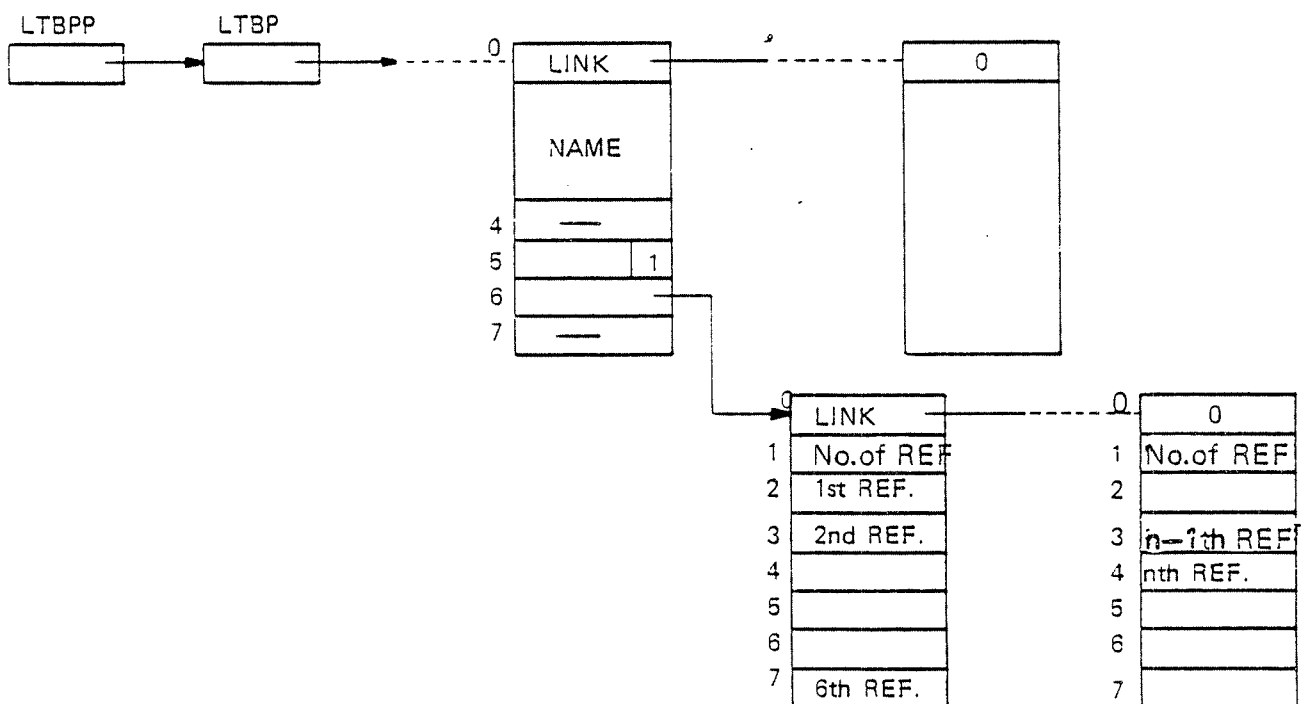 LTBPP LTBP
0 LINK 0
NAME
4 —
5 1
6
7 —
0 LINK 0 0
1 No.of REF 1 No.of REF
2 1st REF. 2
3 2nd REF. 3 n-1th REF
4 4 nth REF.
5 5
6 6
7 6th REF. 7